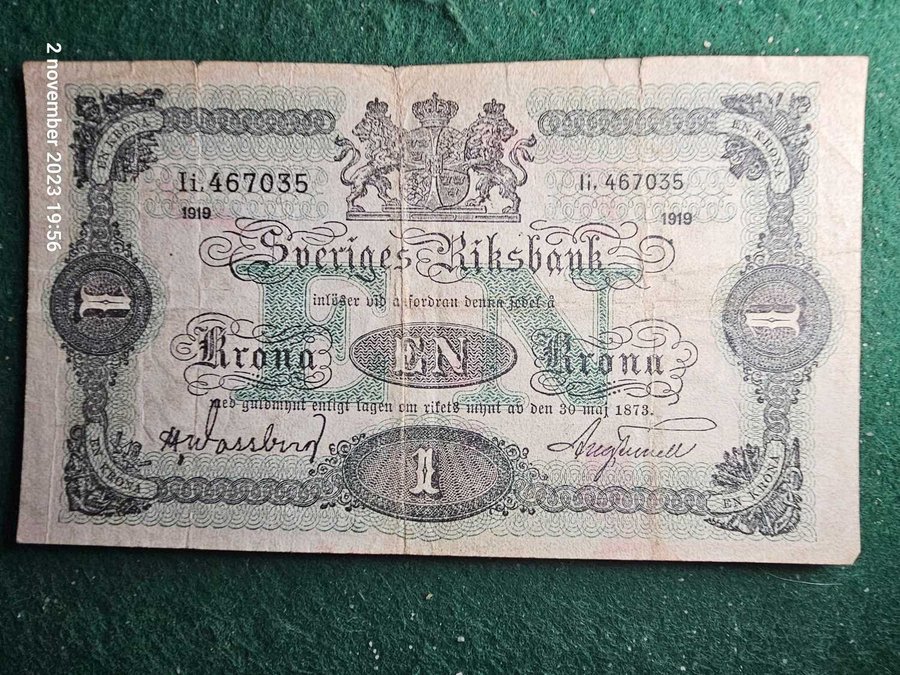 2 november 2023 19:56
EN KRONA
EN KRONA
Ii. 467035
Ii. 467035
1919
1919
Sveriges Riksbank
inlöser vid anfordran denna sedel å
EN
1
1
Krona EN Krona
med guldmynt enligt lagen om rikets mynt av den 30 maj 1873.
1
EN KRONA
EN KRONA